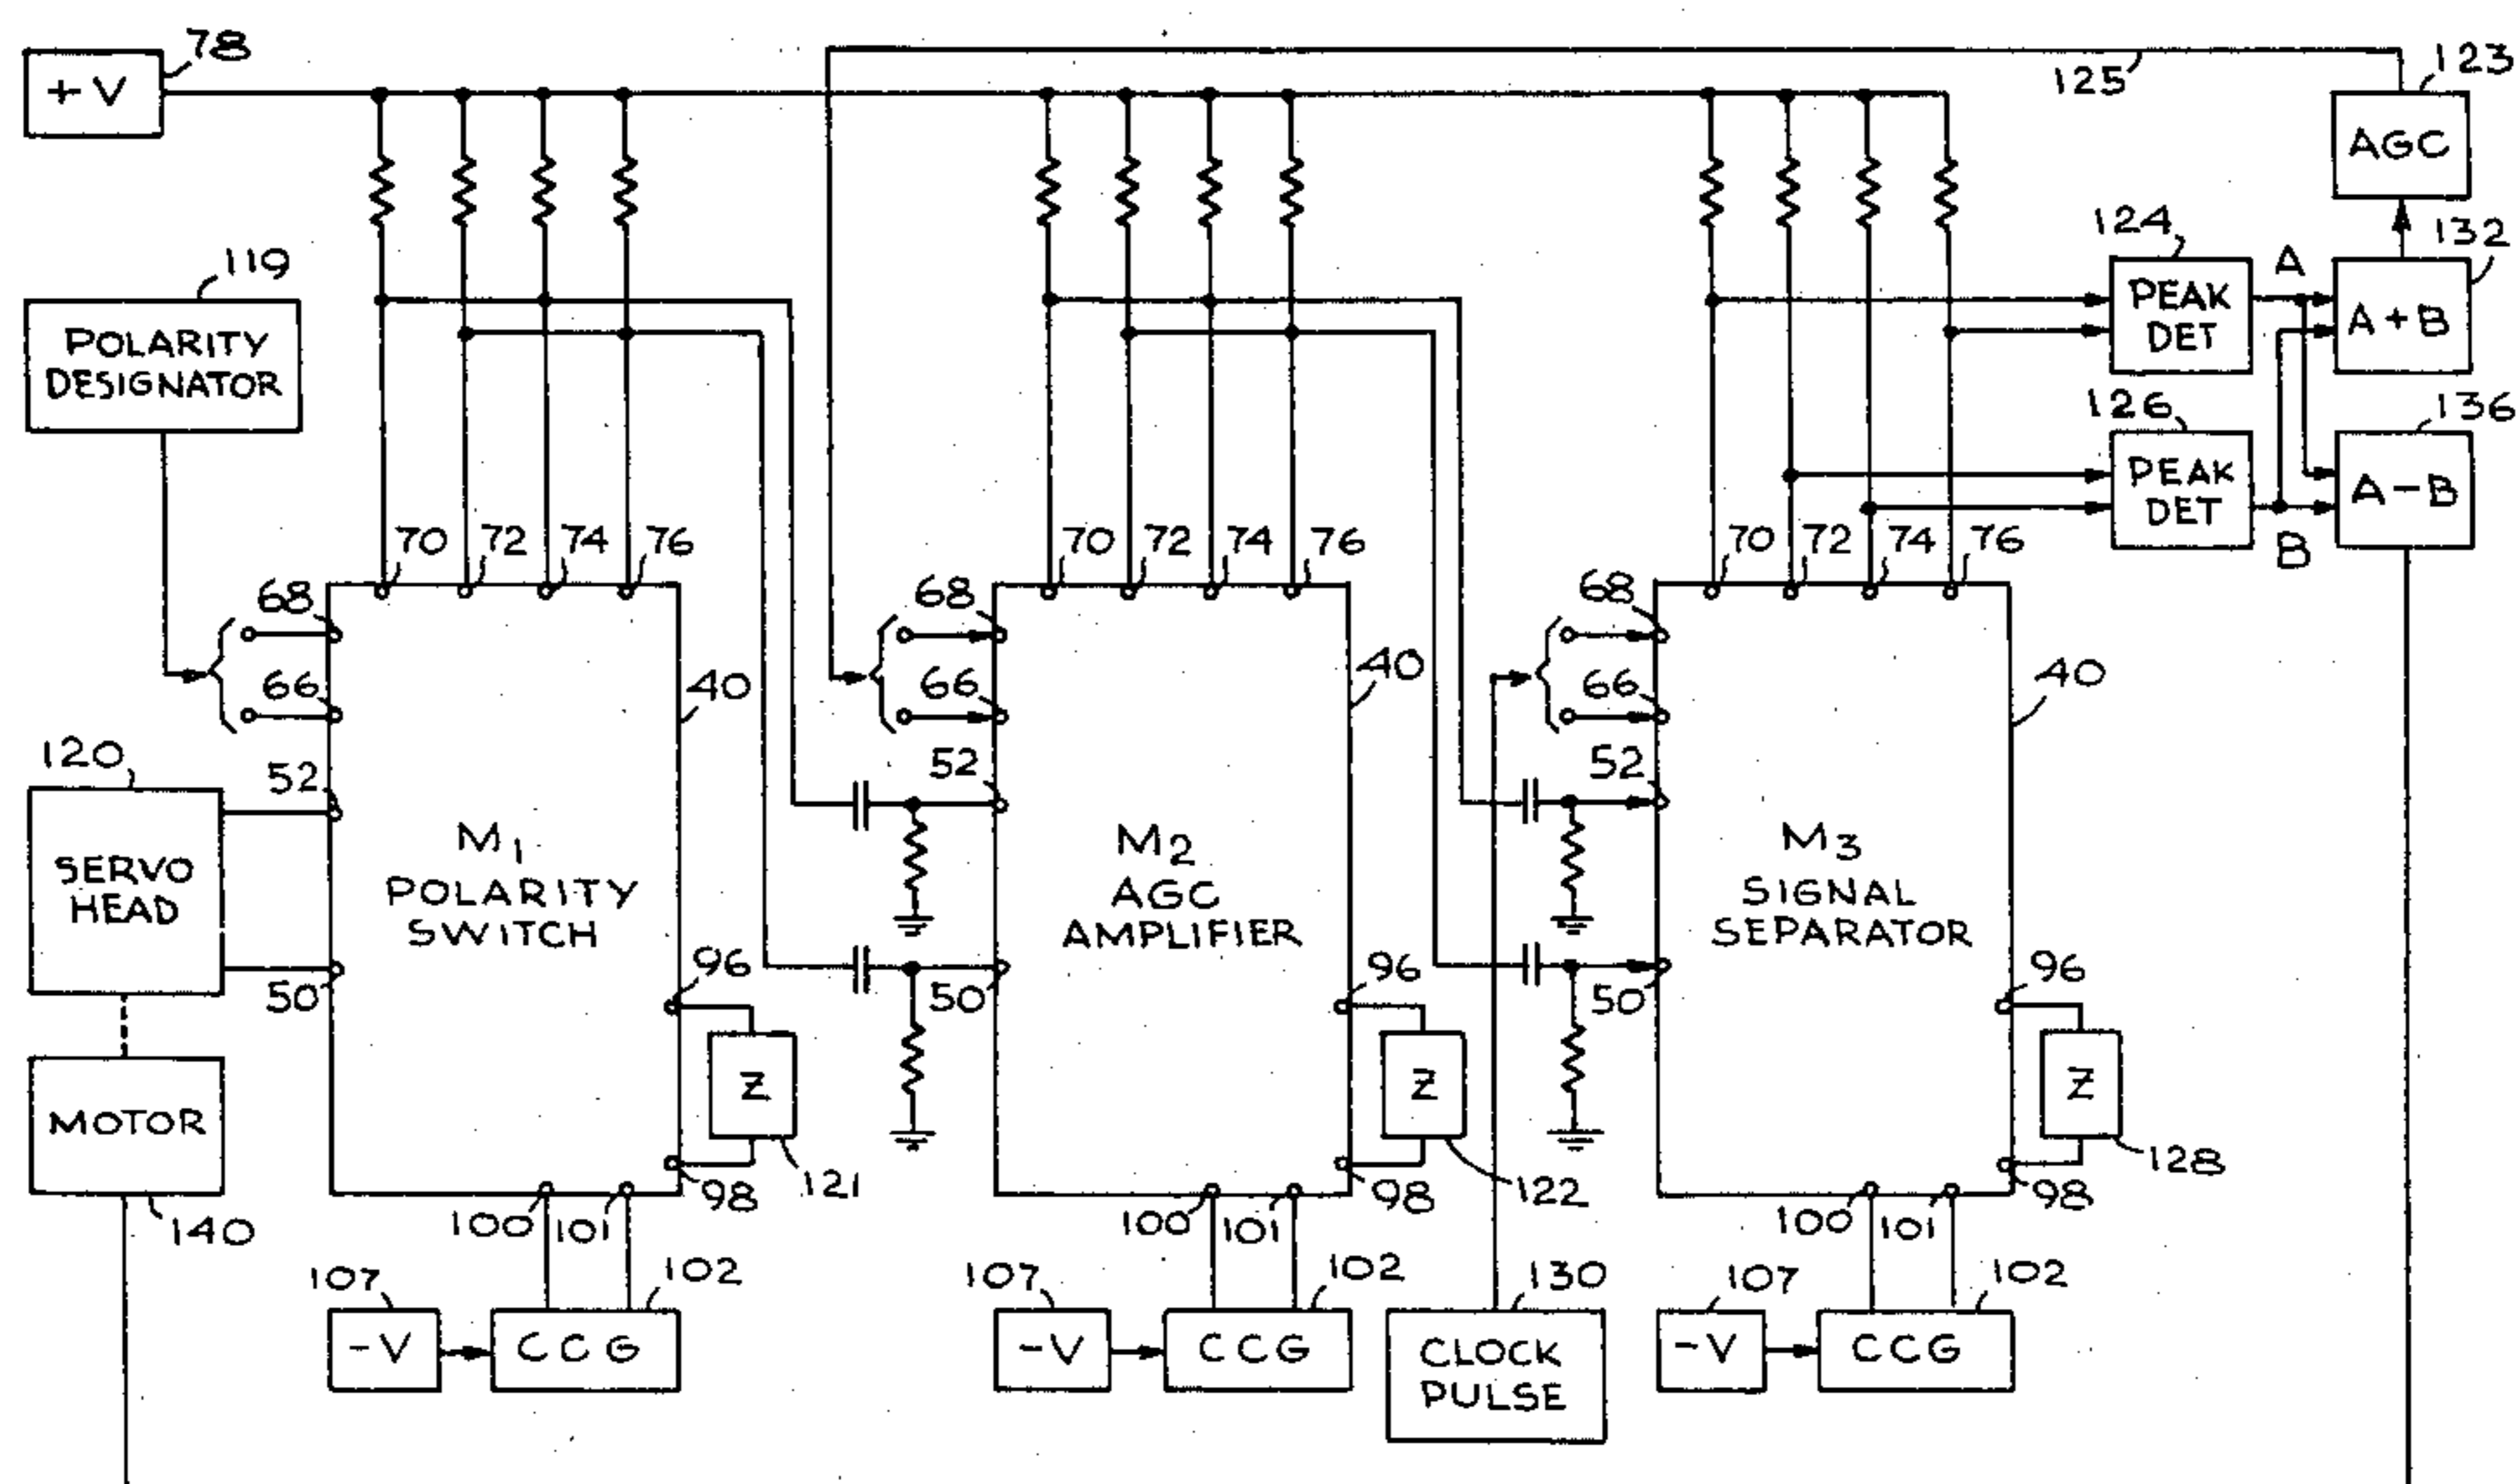 78
+V
125
123
AGC
119
POLARITY
DESIGNATOR
124
PEAK
DET
A
132
A+B
126
PEAK
DET
B
136
A-B
70
72
74
76
70
72
74
76
70
72
74
76
68
66
68
66
68
66
40
40
40
120
SERVO
HEAD
52
50
52
50
52
50
M1
POLARITY
SWITCH
M2
AGC
AMPLIFIER
M3
SIGNAL
SEPARATOR
96
Z
98
121
96
Z
98
122
96
Z
98
128
MOTOR
140
100
101
100
101
100
101
107
-V
102
CCG
107
-V
102
CCG
130
CLOCK
PULSE
107
-V
102
CCG